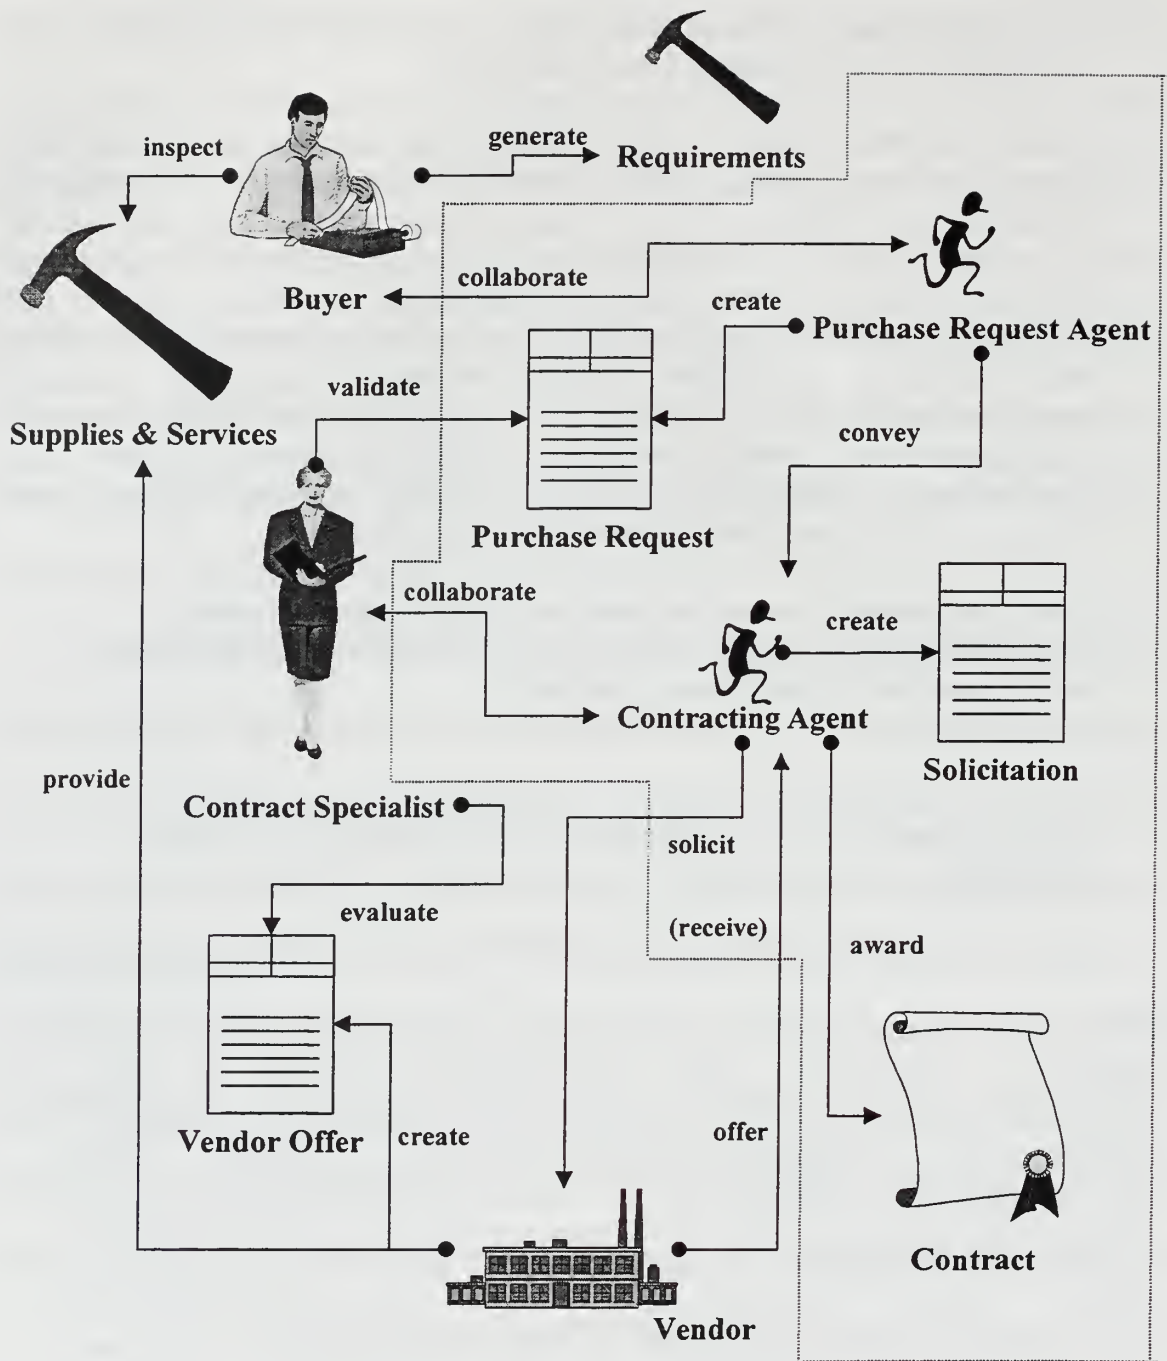 inspect
generate
Requirements
collaborate
Buyer
create
Purchase Request Agent
validate
Supplies & Services
convey
Purchase Request
collaborate
create
Contracting Agent
Solicitation
provide
Contract Specialist
solicit
evaluate
(receive)
award
Vendor Offer
create
offer
Contract
Vendor